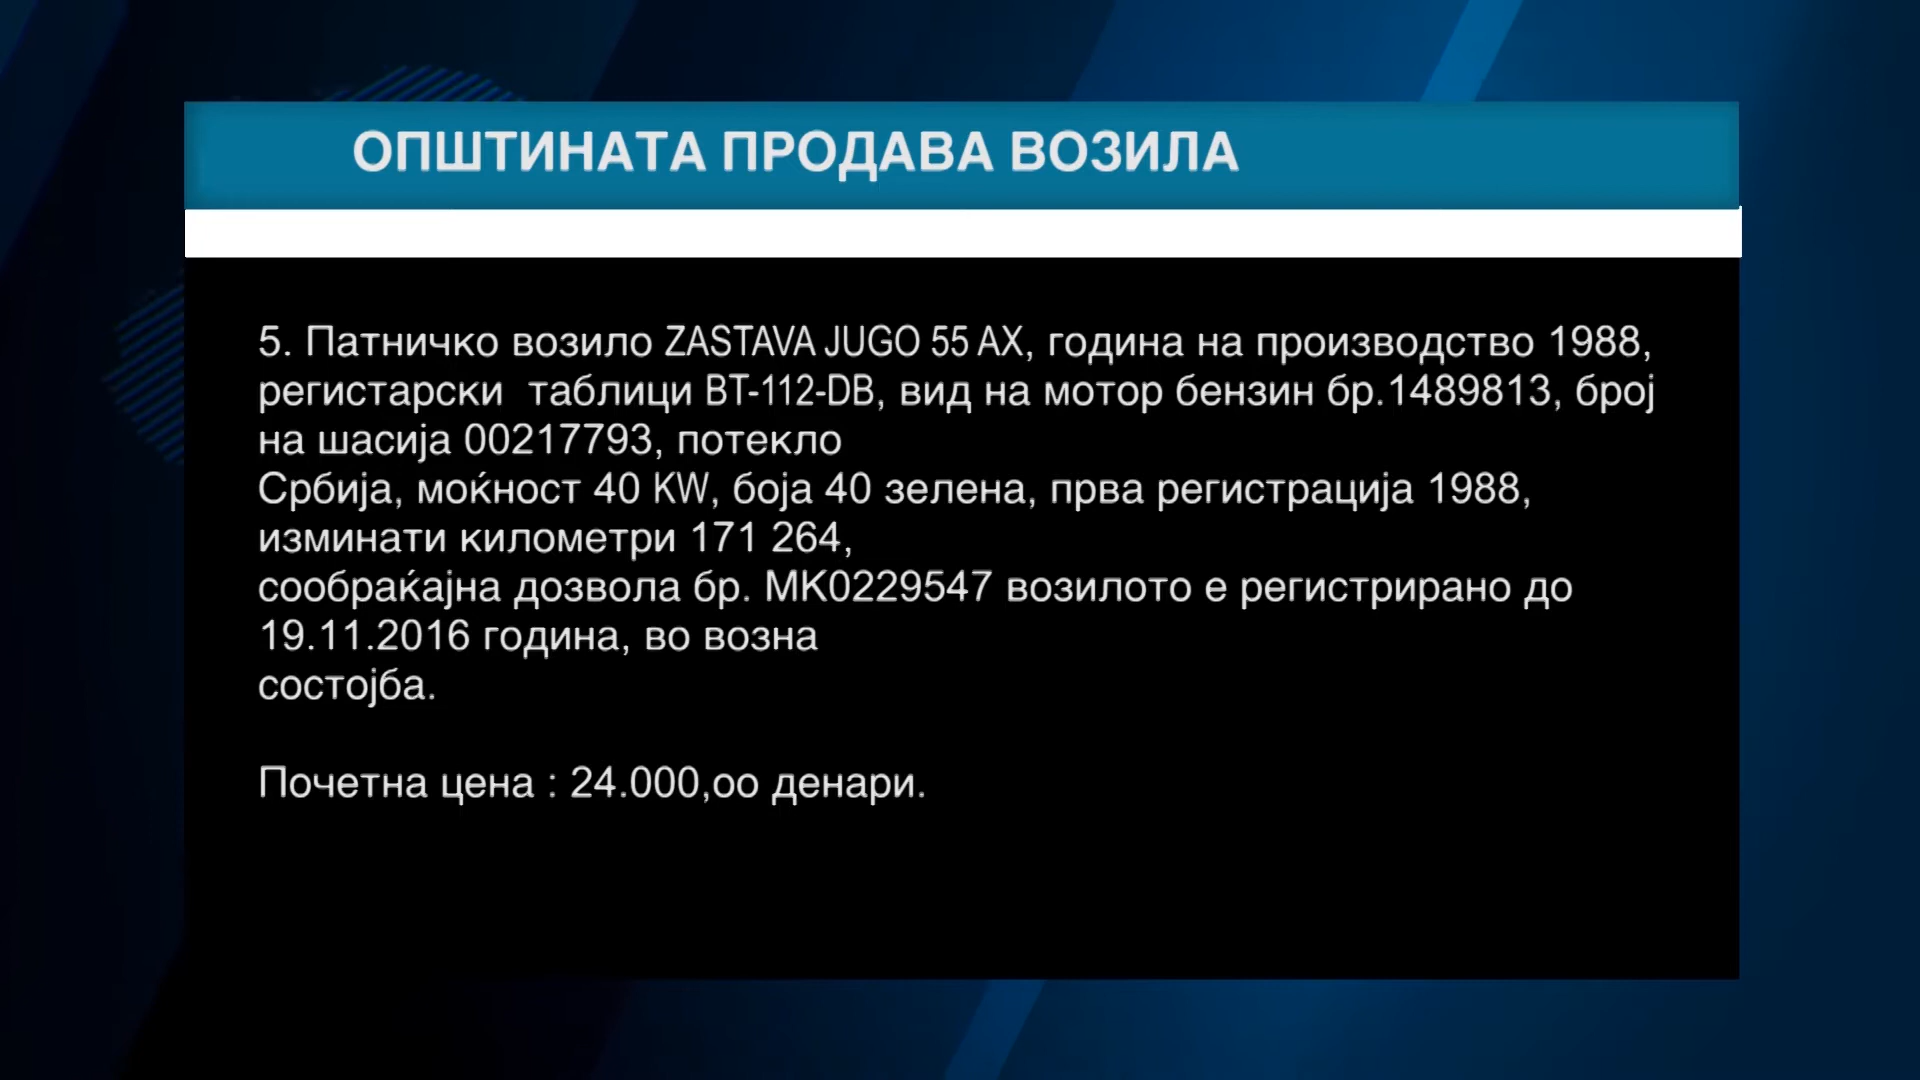 ОПШТИНАТА ПРОДАВА ВОЗИЛА
5. Патничко возило ZASTAVA JUGO 55 AX, година на производство 1988,
регистарски  таблици BT-112-DB, вид на мотор бензин бр.1489813, број
на шасија 00217793, потекло
Србија, моќност 40 KW, боја 40 зелена, прва регистрација 1988,
изминати километри 171 264,
сообраќајна дозвола бр. МК0229547 возилото е регистрирано до
19.11.2016 година, во возна
состојба.
Почетна цена : 24.000,оо денари.